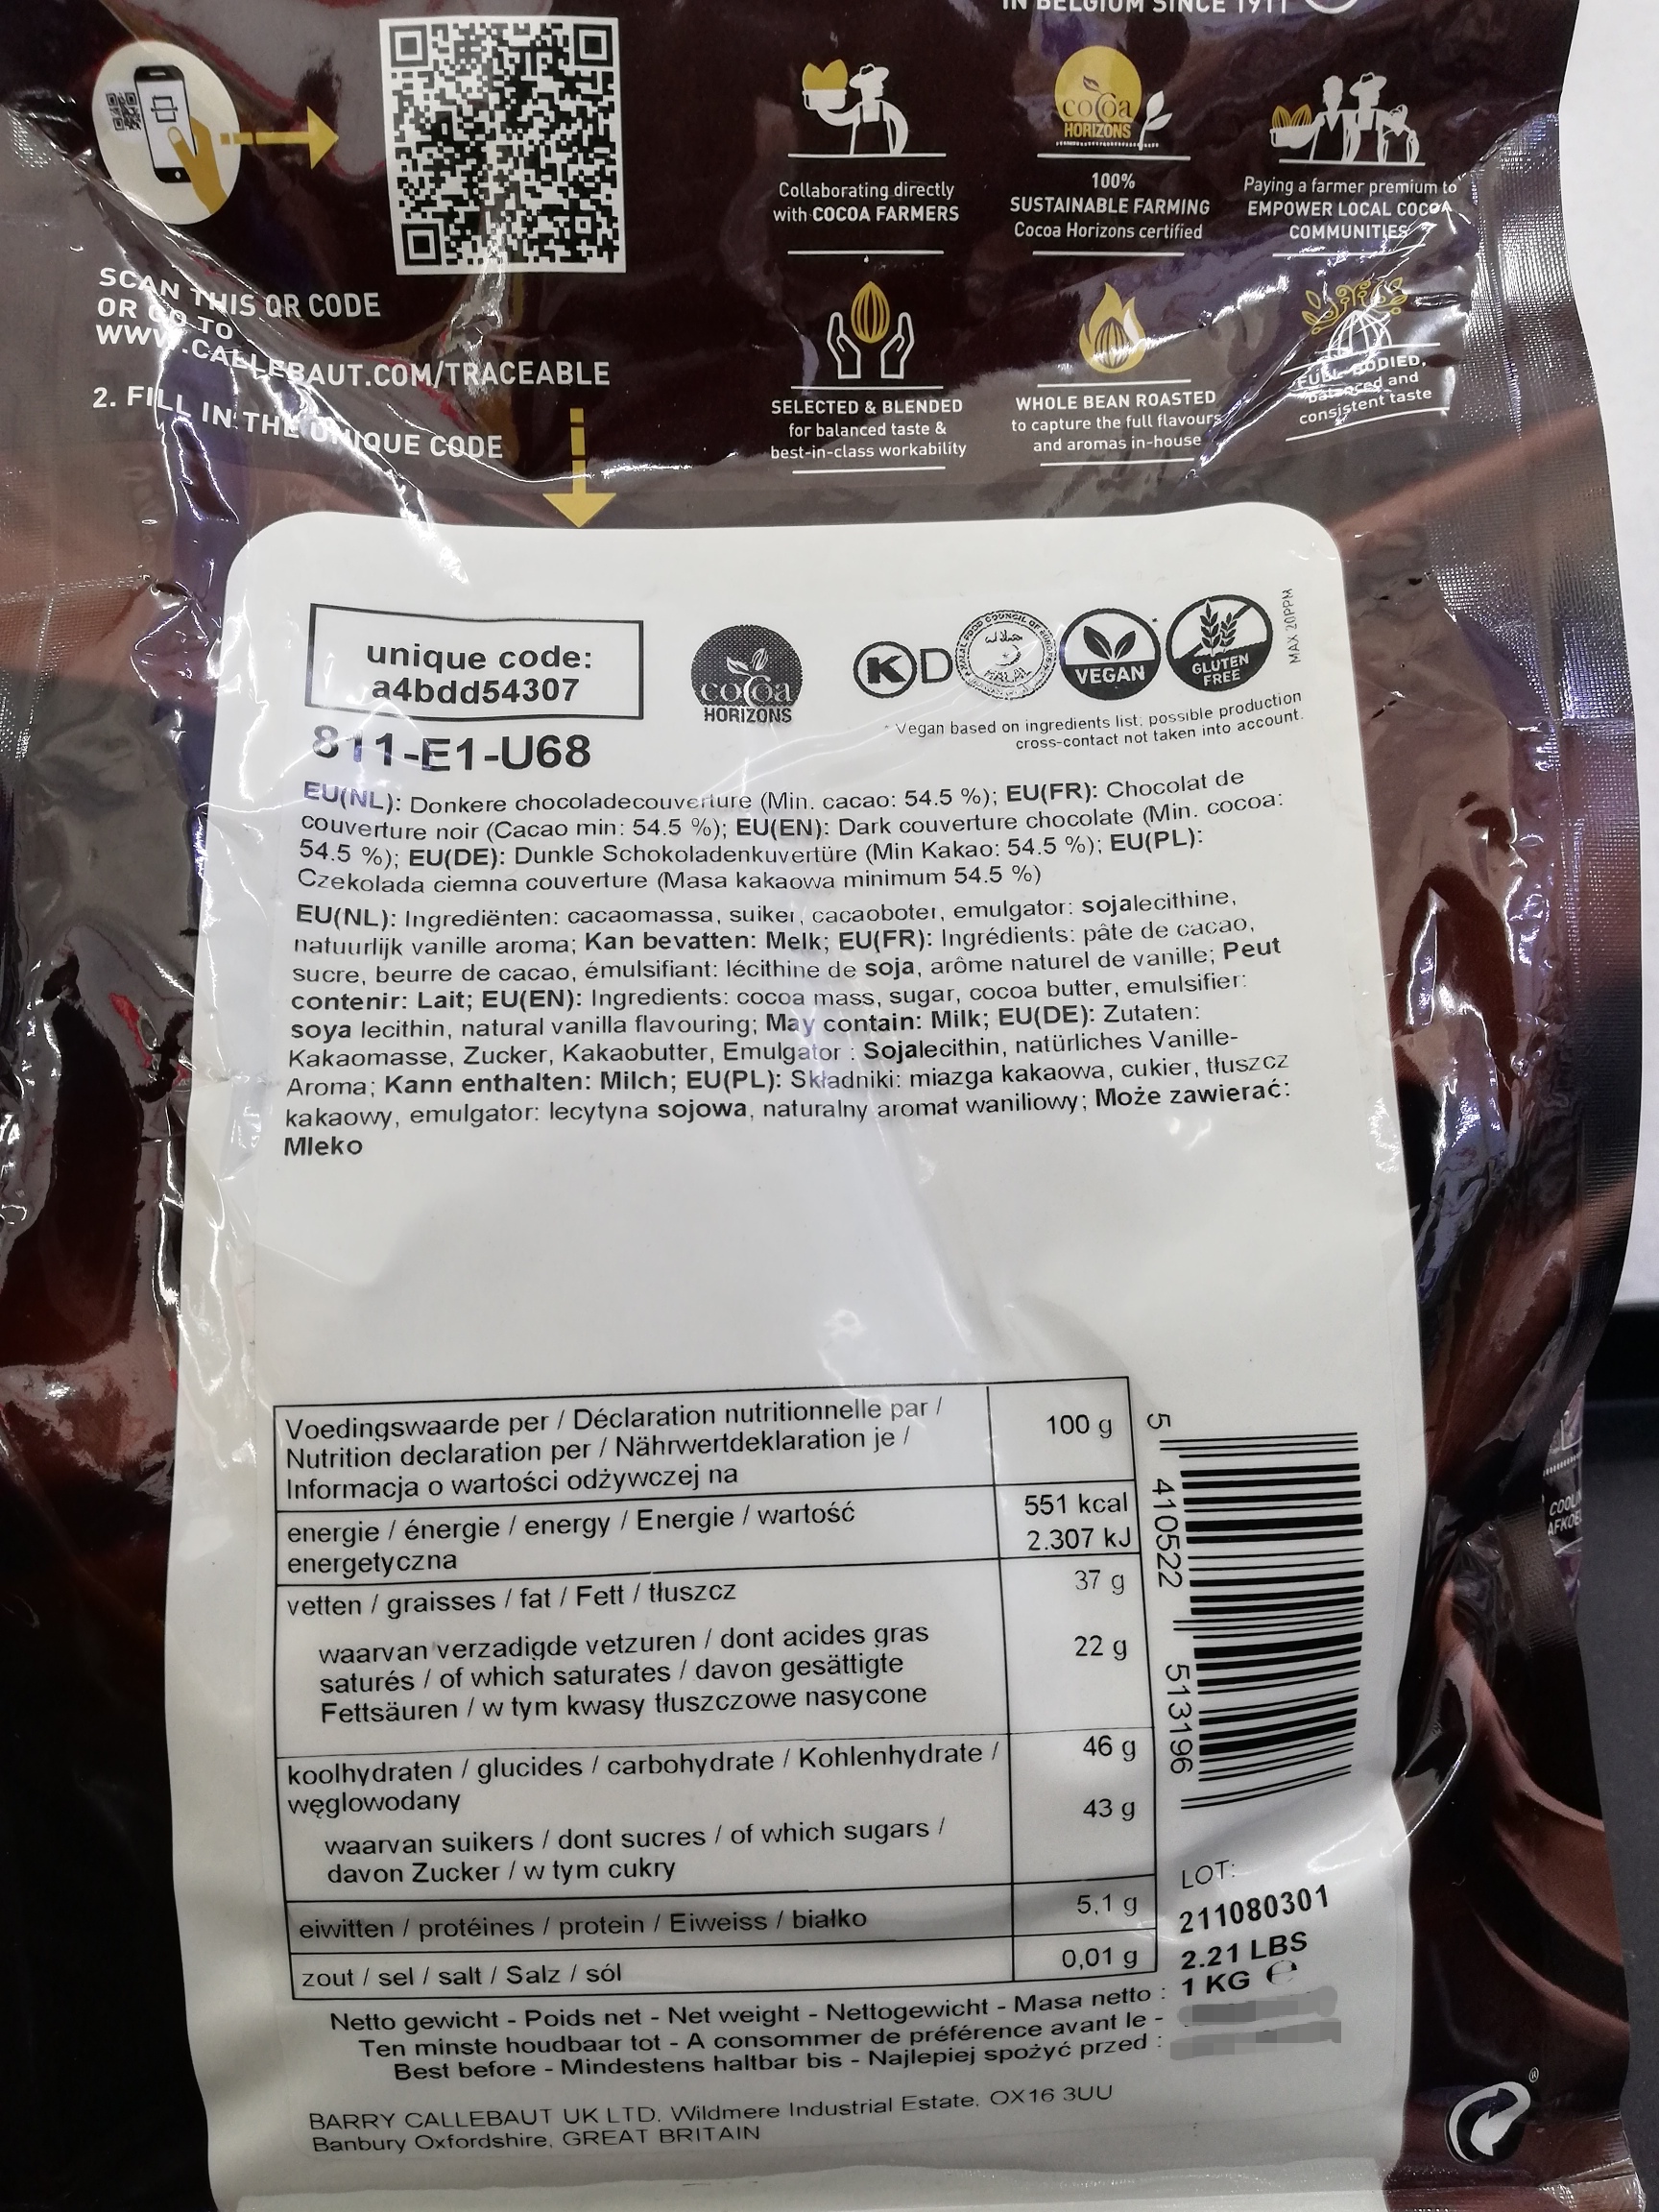 IN BELGIUM SINCE 1911
Collaborating directly
with COCOA FARMERS
cocoa
HORIZONS
100%
SUSTAINABLE FARMING
Cocoa Horizons certified
Paying a farmer premium to
EMPOWER LOCAL COCOA
COMMUNITIES
SCAN THIS QR CODE
OR GO TO
WWW.CALLEBAUT.COM/TRACEABLE
2. FILL IN THE UNIQUE CODE
SELECTED & BLENDED
for balanced taste &
best-in-class workability
WHOLE BEAN ROASTED
to capture the full flavours
and aromas in-house
FULL-BODIED,
balanced and
consistent taste
unique code:
a4bdd54307
811-E1-U68
cocoa
HORIZONS
K D
HALAL FOOD COUNCIL OF EUROPE
HALAL
VEGAN
*
GLUTEN
FREE
MAX 20PPM
* Vegan based on ingredients list; possible production
cross-contact not taken into account.
EU(NL): Donkere chocoladecouverture (Min. cacao: 54.5 %); EU(FR): Chocolat de
couverture noir (Cacao min: 54.5 %); EU(EN): Dark couverture chocolate (Min. cocoa:
54.5 %); EU(DE): Dunkle Schokoladenkuvertüre (Min Kakao: 54.5 %); EU(PL):
Czekolada ciemna couverture (Masa kakaowa minimum 54.5 %)
EU(NL): Ingrediënten: cacaomassa, suiker, cacaoboter, emulgator: sojalecithine,
natuurlijk vanille aroma; Kan bevatten: Melk; EU(FR): Ingrédients: pâte de cacao,
sucre, beurre de cacao, émulsifiant: lécithine de soja, arôme naturel de vanille; Peut
contenir: Lait; EU(EN): Ingredients: cocoa mass, sugar, cocoa butter, emulsifier:
soya lecithin, natural vanilla flavouring; May contain: Milk; EU(DE): Zutaten:
Kakaomasse, Zucker, Kakaobutter, Emulgator : Sojalecithin, natürliches Vanille-
Aroma; Kann enthalten: Milch; EU(PL): Składniki: miazga kakaowa, cukier, tłuszcz
kakaowy, emulgator: lecytyna sojowa, naturalny aromat waniliowy; Może zawierać:
Mleko
Voedingswaarde per / Déclaration nutritionnelle par /
Nutrition declaration per / Nährwertdeklaration je /
Informacja o wartości odżywczej na
100 g
energie / énergie / energy / Energie / wartość
energetyczna
551 kcal
2.307 kJ
vetten / graisses / fat / Fett / tłuszcz
37 g
waarvan verzadigde vetzuren / dont acides gras
saturés / of which saturates / davon gesättigte
Fettsäuren / w tym kwasy tłuszczowe nasycone
22 g
koolhydraten / glucides / carbohydrate / Kohlenhydrate /
węglowodany
46 g
waarvan suikers / dont sucres / of which sugars /
davon Zucker / w tym cukry
43 g
eiwitten / protéines / protein / Eiweiss / białko
5,1 g
zout / sel / salt / Salz / sól
0,01 g
5 410522 513196
LOT:
211080301
2.21 LBS
1 KG e
Netto gewicht - Poids net - Net weight - Nettogewicht - Masa netto :
Ten minste houdbaar tot - A consommer de préférence avant le -
Best before - Mindestens haltbar bis - Najlepiej spożyć przed :
BARRY CALLEBAUT UK LTD. Wildmere Industrial Estate, OX16 3UU
Banbury Oxfordshire, GREAT BRITAIN
®